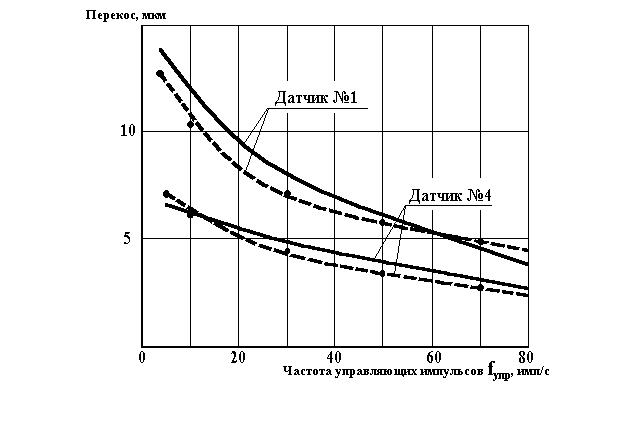 Перекос, мкм
Датчик №1
10
Датчик №4
5
0 20 40 60 80
Частота управляющих импульсов fупр, имп/с